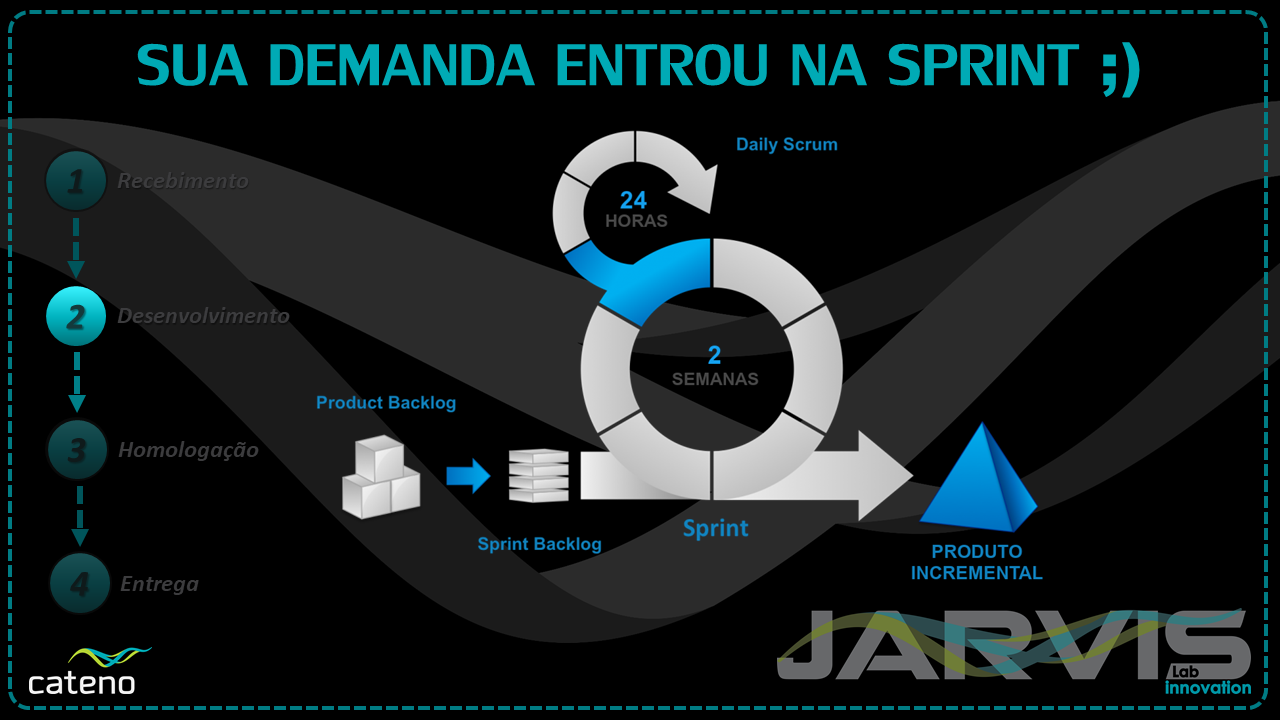 SUA DEMANDA ENTROU NA SPRINT ;)
1 Recebimento
2 Desenvolvimento
3 Homologação
4 Entrega
Daily Scrum
24
HORAS
2
SEMANAS
Product Backlog
Sprint Backlog
Sprint
PRODUTO
INCREMENTAL
cateno
JARVIS
Lab
innovation